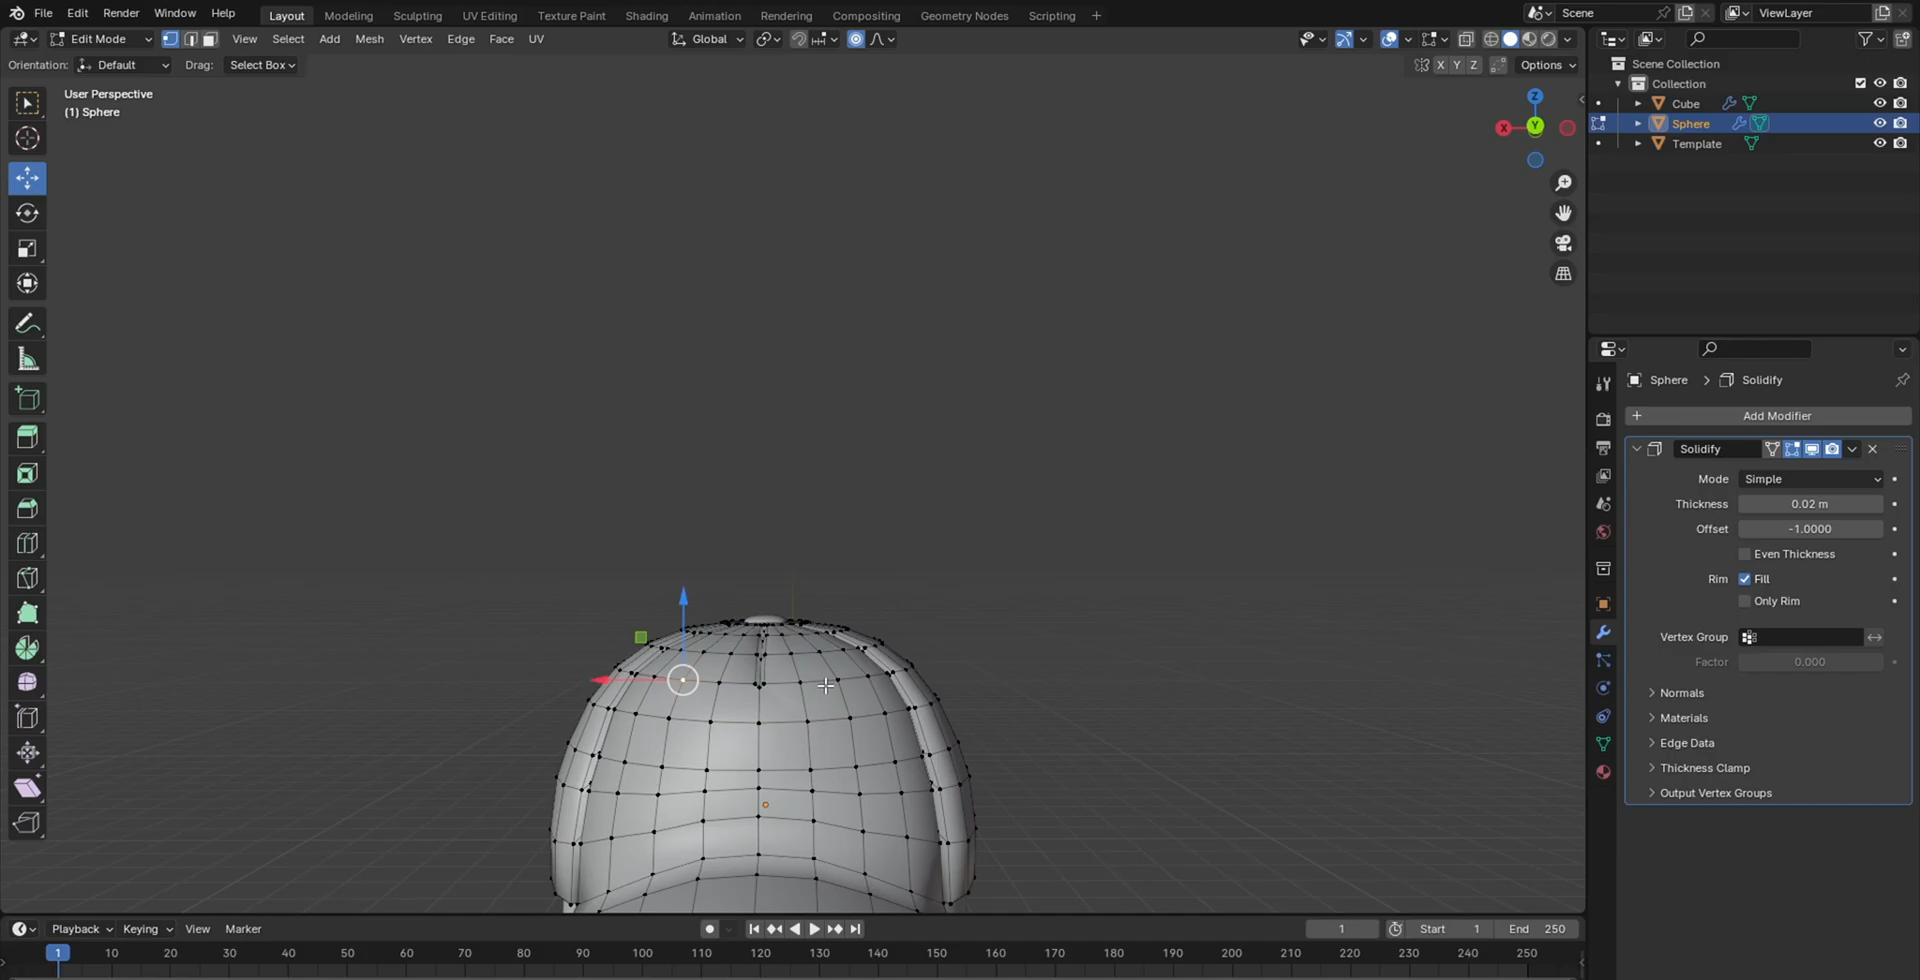 File Edit Render Window Help Layout Modeling Sculpting UV Editing Texture Paint Shading Animation Rendering Compositing Geometry Nodes Scripting + Scene ViewLayer
Edit Mode View Select Add Mesh Vertex Edge Face UV Global
Orientation: Default Drag: Select Box X Y Z Options
User Perspective
(1) Sphere
Z
X Y
Scene Collection
Collection
Cube
Sphere
Template
Sphere > Solidify
+ Add Modifier
Solidify
Mode Simple
Thickness 0.02 m
Offset -1.0000
Even Thickness
Rim Fill
Only Rim
Vertex Group
Factor 0.000
Normals
Materials
Edge Data
Thickness Clamp
Output Vertex Groups
Playback Keying View Marker 1 Start 1 End 250
1 10 20 30 40 50 60 70 80 90 100 110 120 130 140 150 160 170 180 190 200 210 220 230 240 250